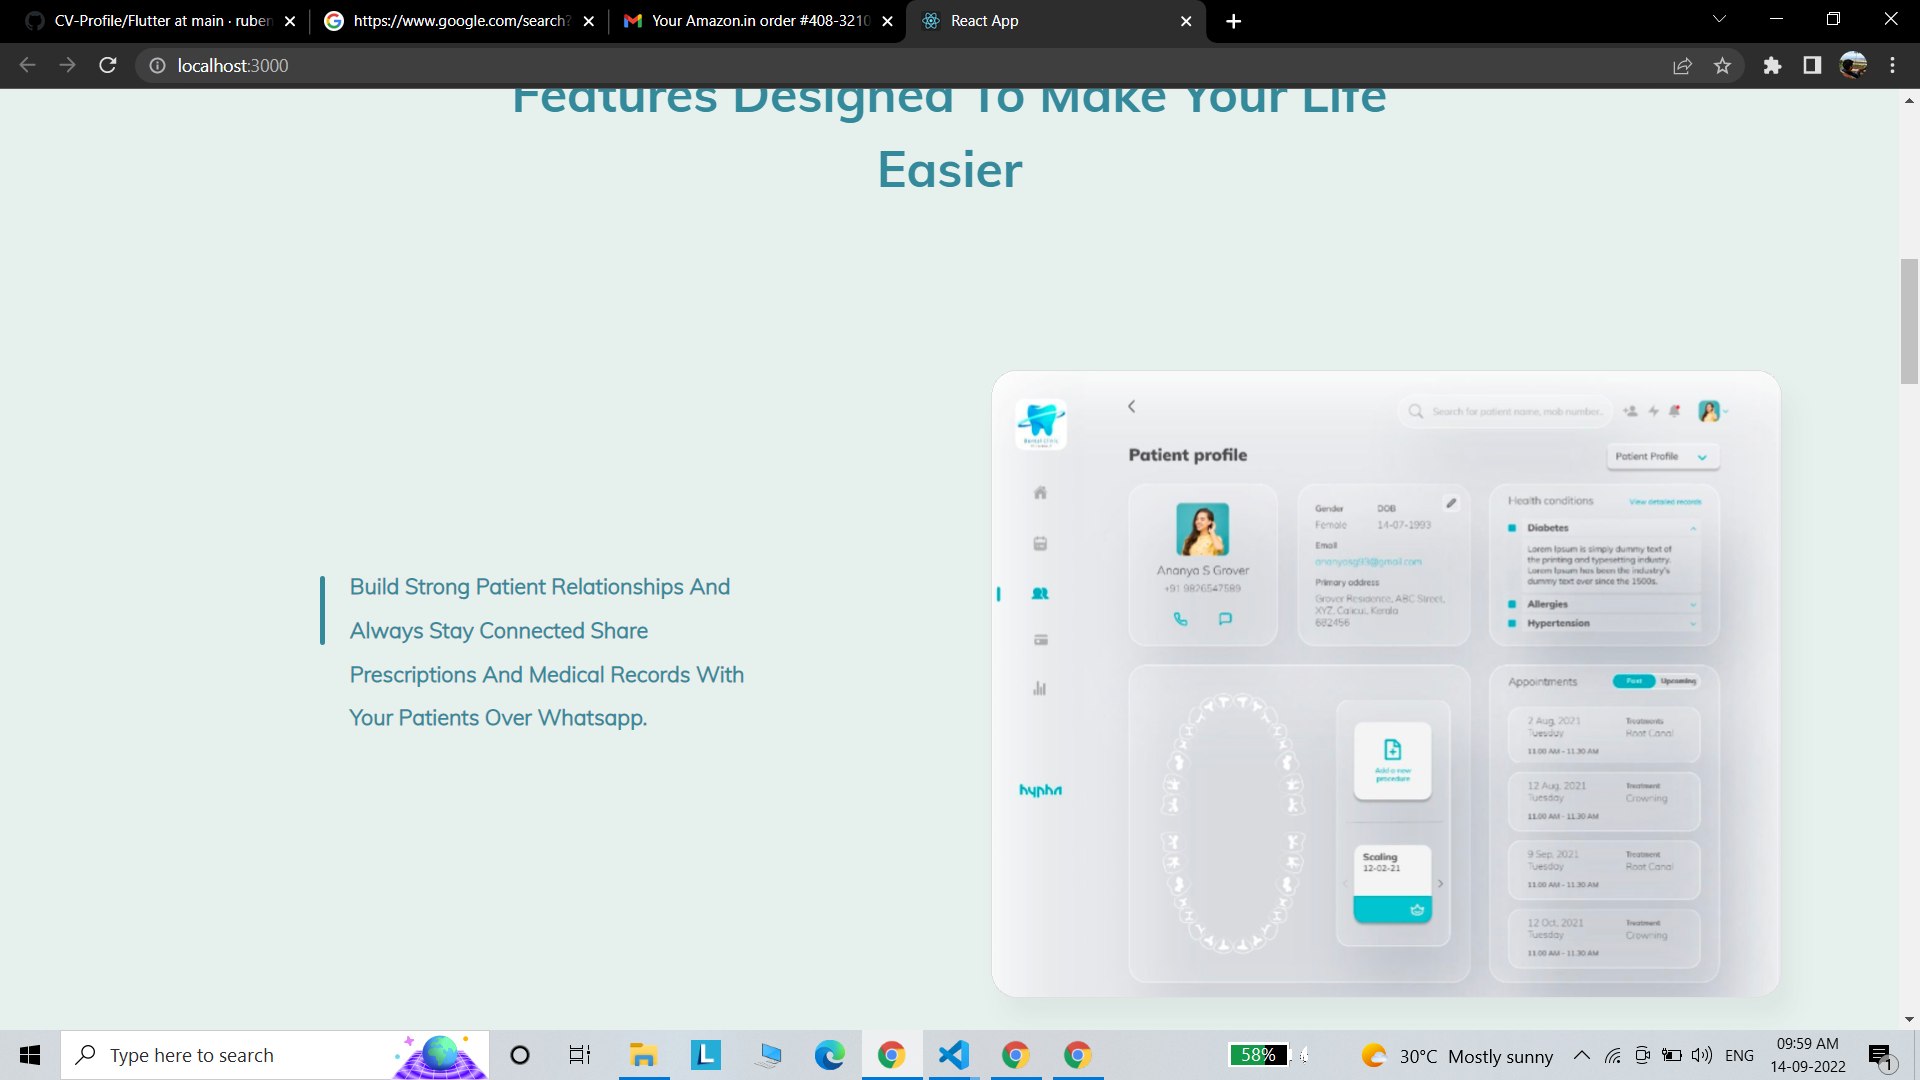 CV-Profile/Flutter at main · ruben
https://www.google.com/search?
Your Amazon.in order #408-3210
React App
localhost:3000
Features Designed To Make Your Life
Easier
Build Strong Patient Relationships And
Always Stay Connected Share
Prescriptions And Medical Records With
Your Patients Over Whatsapp.
Dental Clinic
Search for patient name, mob number..
Patient profile
Patient Profile
Ananya S Grover
+91 9826547589
Gender DOB
Female 14-07-1993
Email
ananyasg93@gmail.com
Primary address
Grover Residence, ABC Street,
XYZ, Calicut, Kerala
682456
Health conditions View detailed records
Diabetes
Lorem Ipsum is simply dummy text of
the printing and typesetting industry.
Lorem Ipsum has been the industry's
dummy text ever since the 1500s.
Allergies
Hypertension
Add a new
procedure
Scaling
12-02-21
Appointments Past Upcoming
2 Aug, 2021 Treatments
Tuesday Root Canal
11.00 AM - 11.30 AM
12 Aug, 2021 Treatment
Tuesday Crowning
11.00 AM - 11.30 AM
9 Sep, 2021 Treatment
Tuesday Root Canal
11.00 AM - 11.30 AM
12 Oct, 2021 Treatment
Tuesday Crowning
11.00 AM - 11.30 AM
hypha
Type here to search
L
58%
30°C Mostly sunny
ENG
09:59 AM
14-09-2022
1